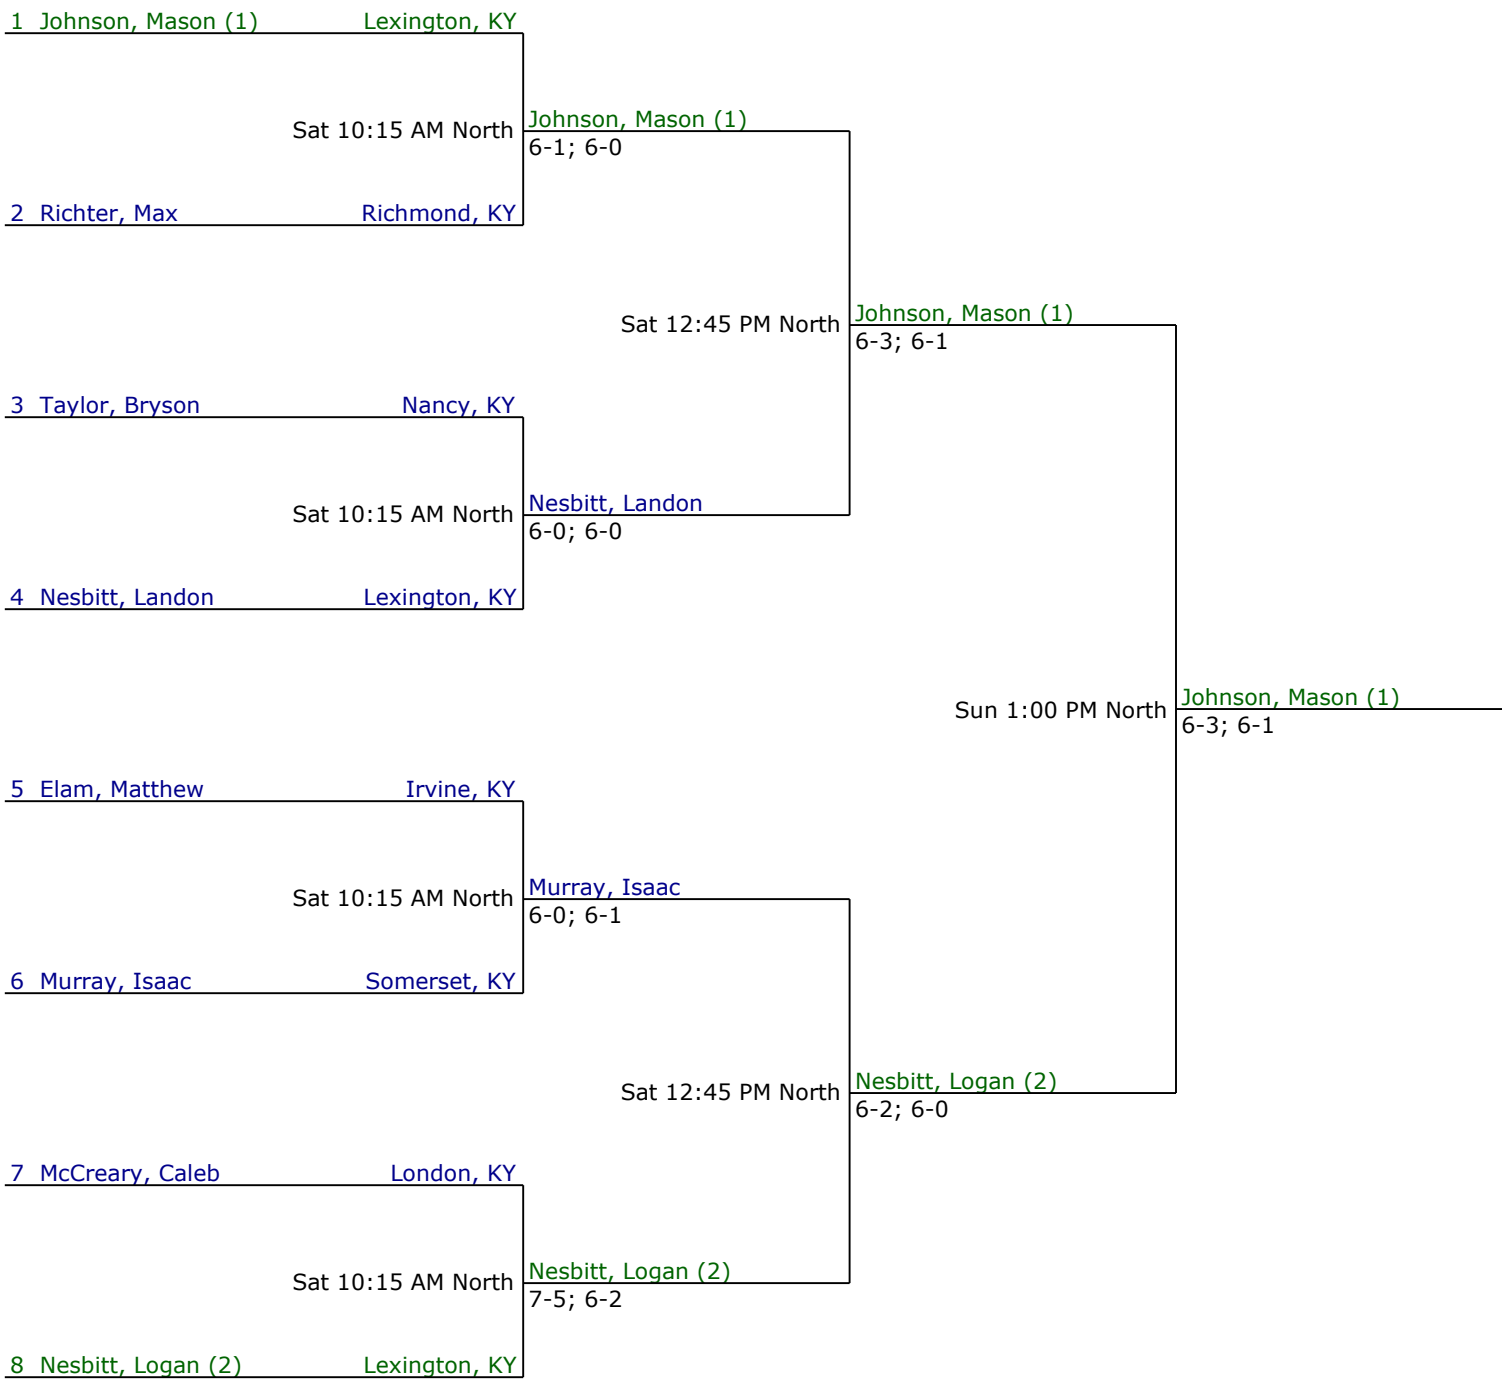 1 Johnson, Mason (1) Lexington, KY
Sat 10:15 AM North
Johnson, Mason (1)
6-1; 6-0
2 Richter, Max Richmond, KY
Sat 12:45 PM North
Johnson, Mason (1)
6-3; 6-1
3 Taylor, Bryson Nancy, KY
Sat 10:15 AM North
Nesbitt, Landon
6-0; 6-0
4 Nesbitt, Landon Lexington, KY
Sun 1:00 PM North
Johnson, Mason (1)
6-3; 6-1
5 Elam, Matthew Irvine, KY
Sat 10:15 AM North
Murray, Isaac
6-0; 6-1
6 Murray, Isaac Somerset, KY
Sat 12:45 PM North
Nesbitt, Logan (2)
6-2; 6-0
7 McCreary, Caleb London, KY
Sat 10:15 AM North
Nesbitt, Logan (2)
7-5; 6-2
8 Nesbitt, Logan (2) Lexington, KY